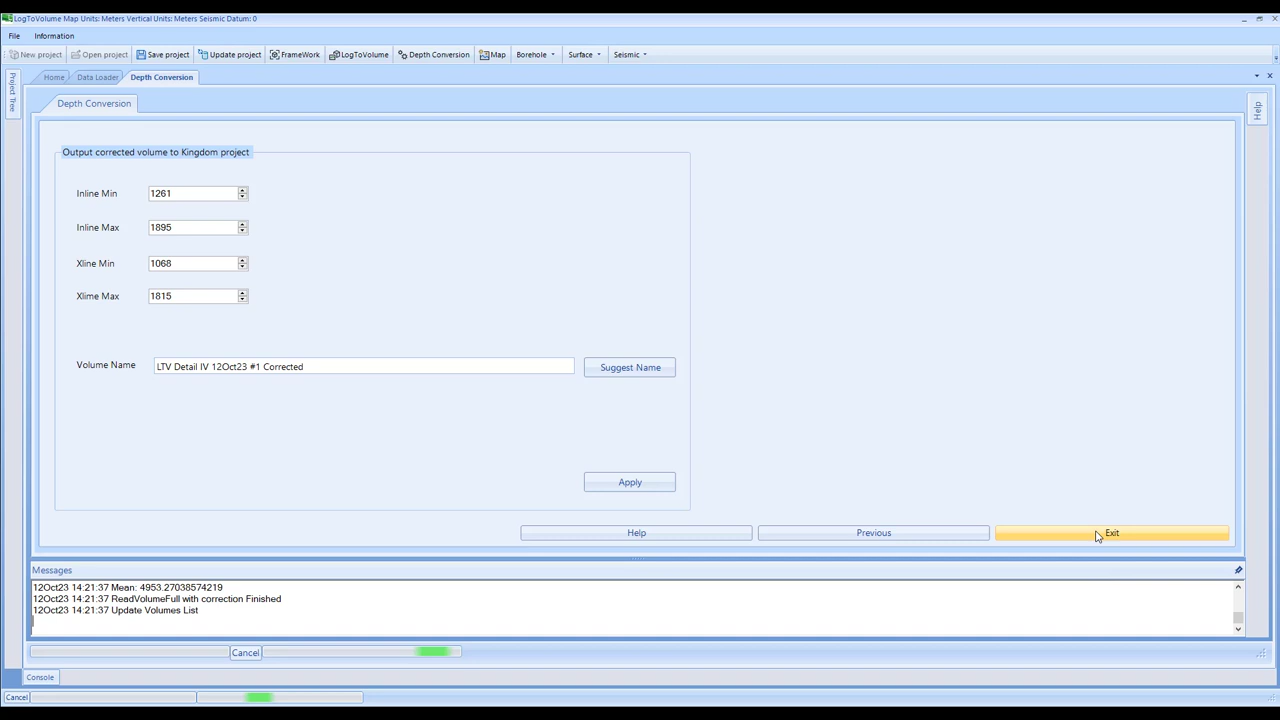 LogToVolume Map Units: Meters Vertical Units: Meters Seismic Datum: 0
File Information
New project Open project Save project Update project FrameWork LogToVolume Depth Conversion Map Borehole Surface Seismic
Project Tree
Home Data Loader Depth Conversion
Help
Depth Conversion
Output corrected volume to Kingdom project
Inline Min 1261
Inline Max 1895
Xline Min 1068
Xlime Max 1815
Volume Name LTV Detail IV 12Oct23 #1 Corrected Suggest Name
Apply
Help Previous Exit
Messages
12Oct23 14:21:37 Mean: 4953.27038574219
12Oct23 14:21:37 ReadVolumeFull with correction Finished
12Oct23 14:21:37 Update Volumes List
Cancel
Console
Cancel